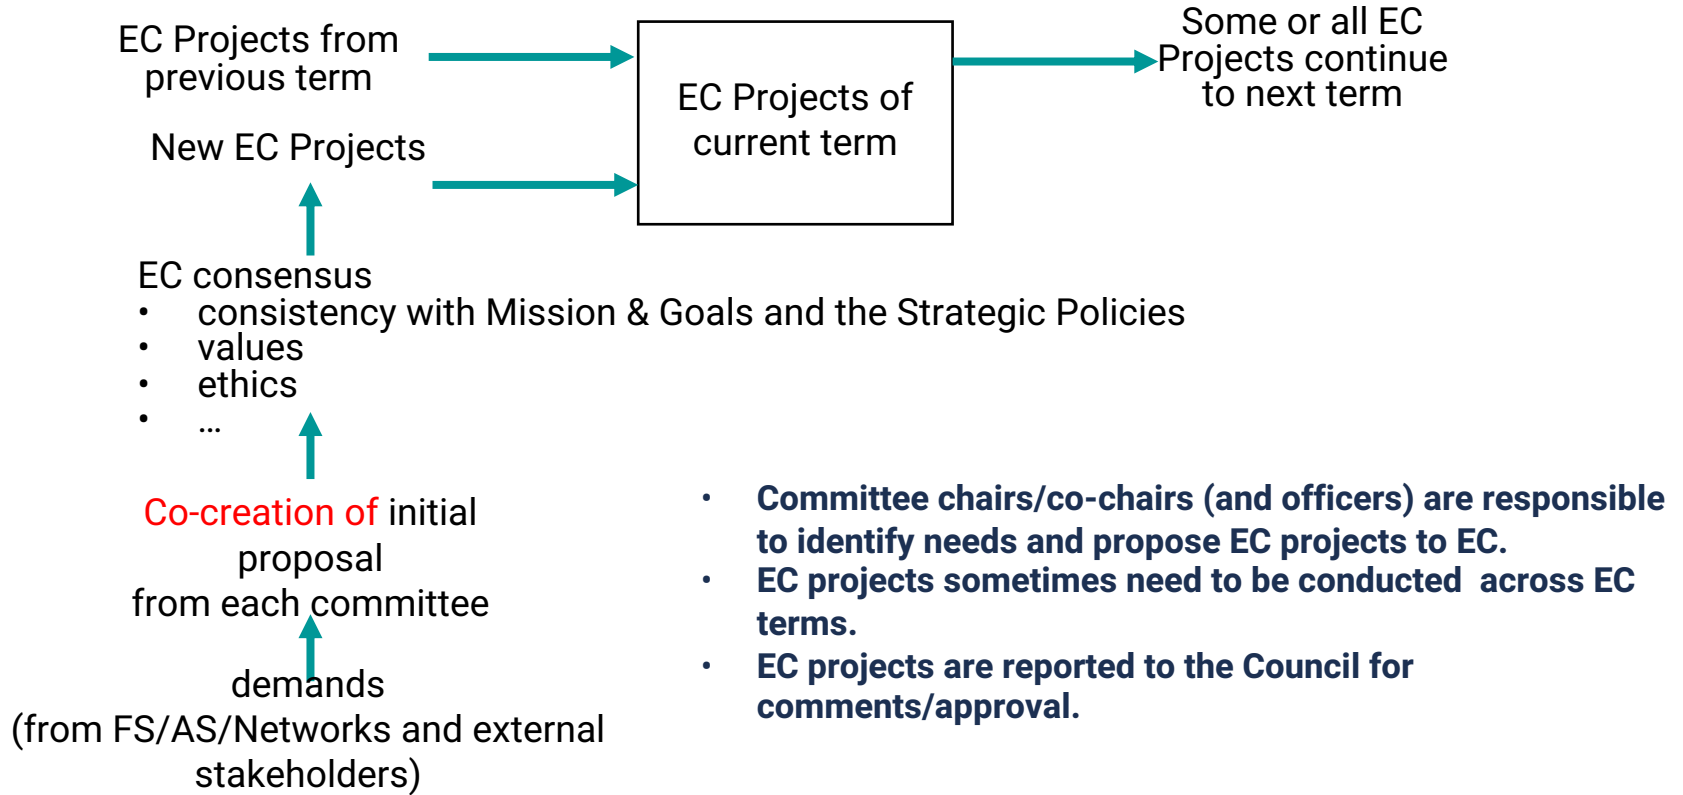 EC Projects from
previous term
New EC Projects
EC Projects of
current term
Some or all EC
Projects continue
to next term
EC consensus
• consistency with Mission & Goals and the Strategic Policies
• values
• ethics
• …
Co-creation of initial
proposal
from each committee
demands
(from FS/AS/Networks and external
stakeholders)
• Committee chairs/co-chairs (and officers) are responsible
to identify needs and propose EC projects to EC.
• EC projects sometimes need to be conducted  across EC
terms.
• EC projects are reported to the Council for
comments/approval.